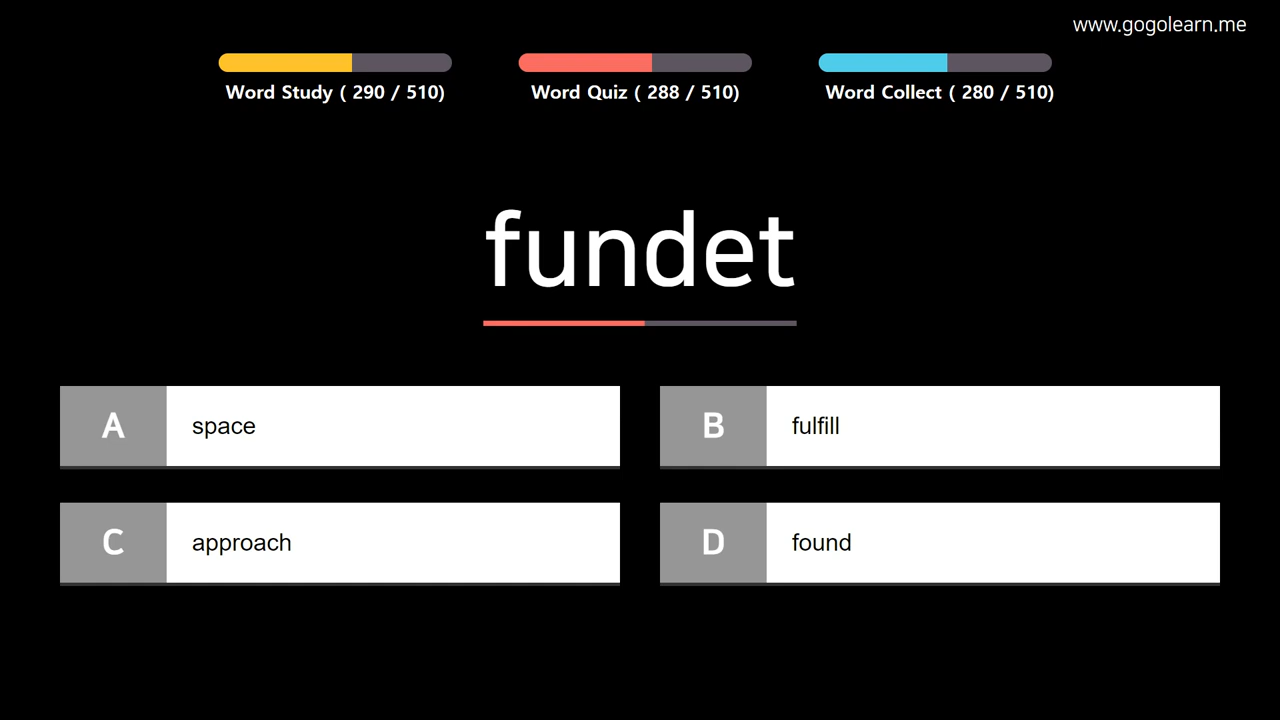 www.gogolearn.me
Word Study ( 290 / 510)
Word Quiz ( 288 / 510)
Word Collect ( 280 / 510)
fundet
A space
B fulfill
C approach
D found